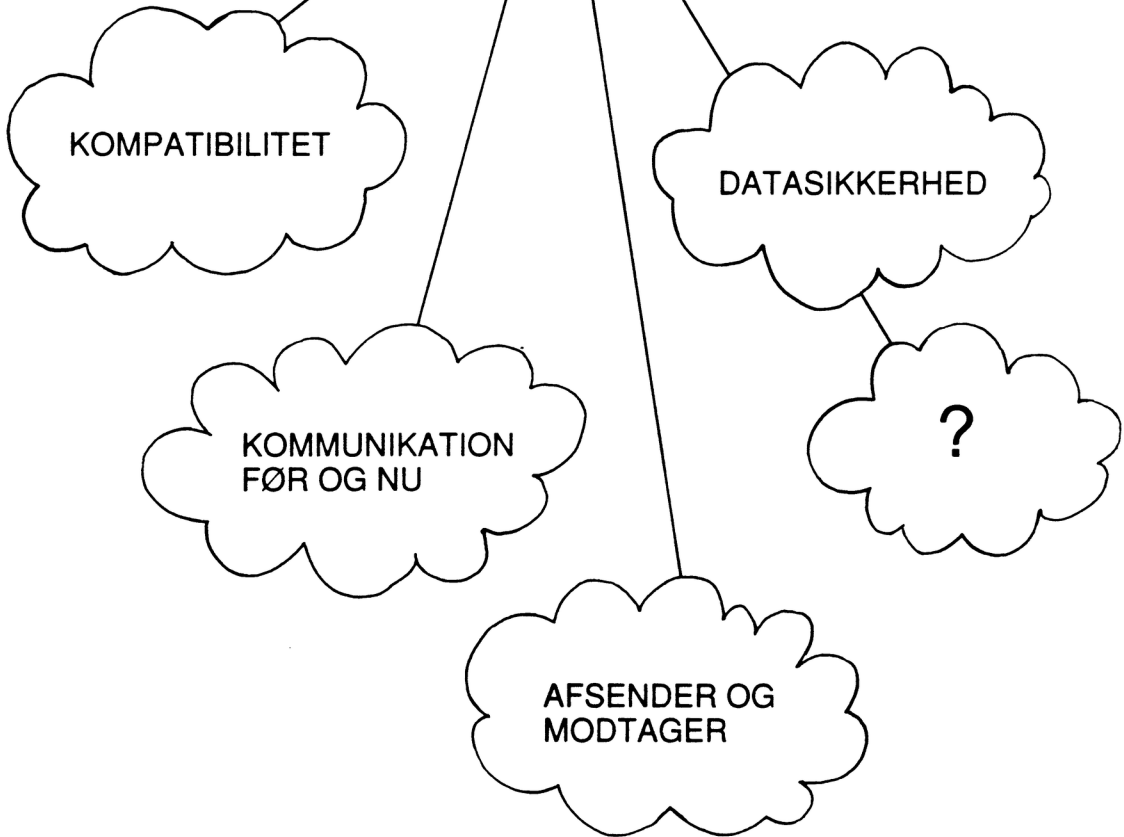 KOMPATIBILITET
DATASIKKERHED
KOMMUNIKATION
FØR OG NU
?
AFSENDER OG
MODTAGER